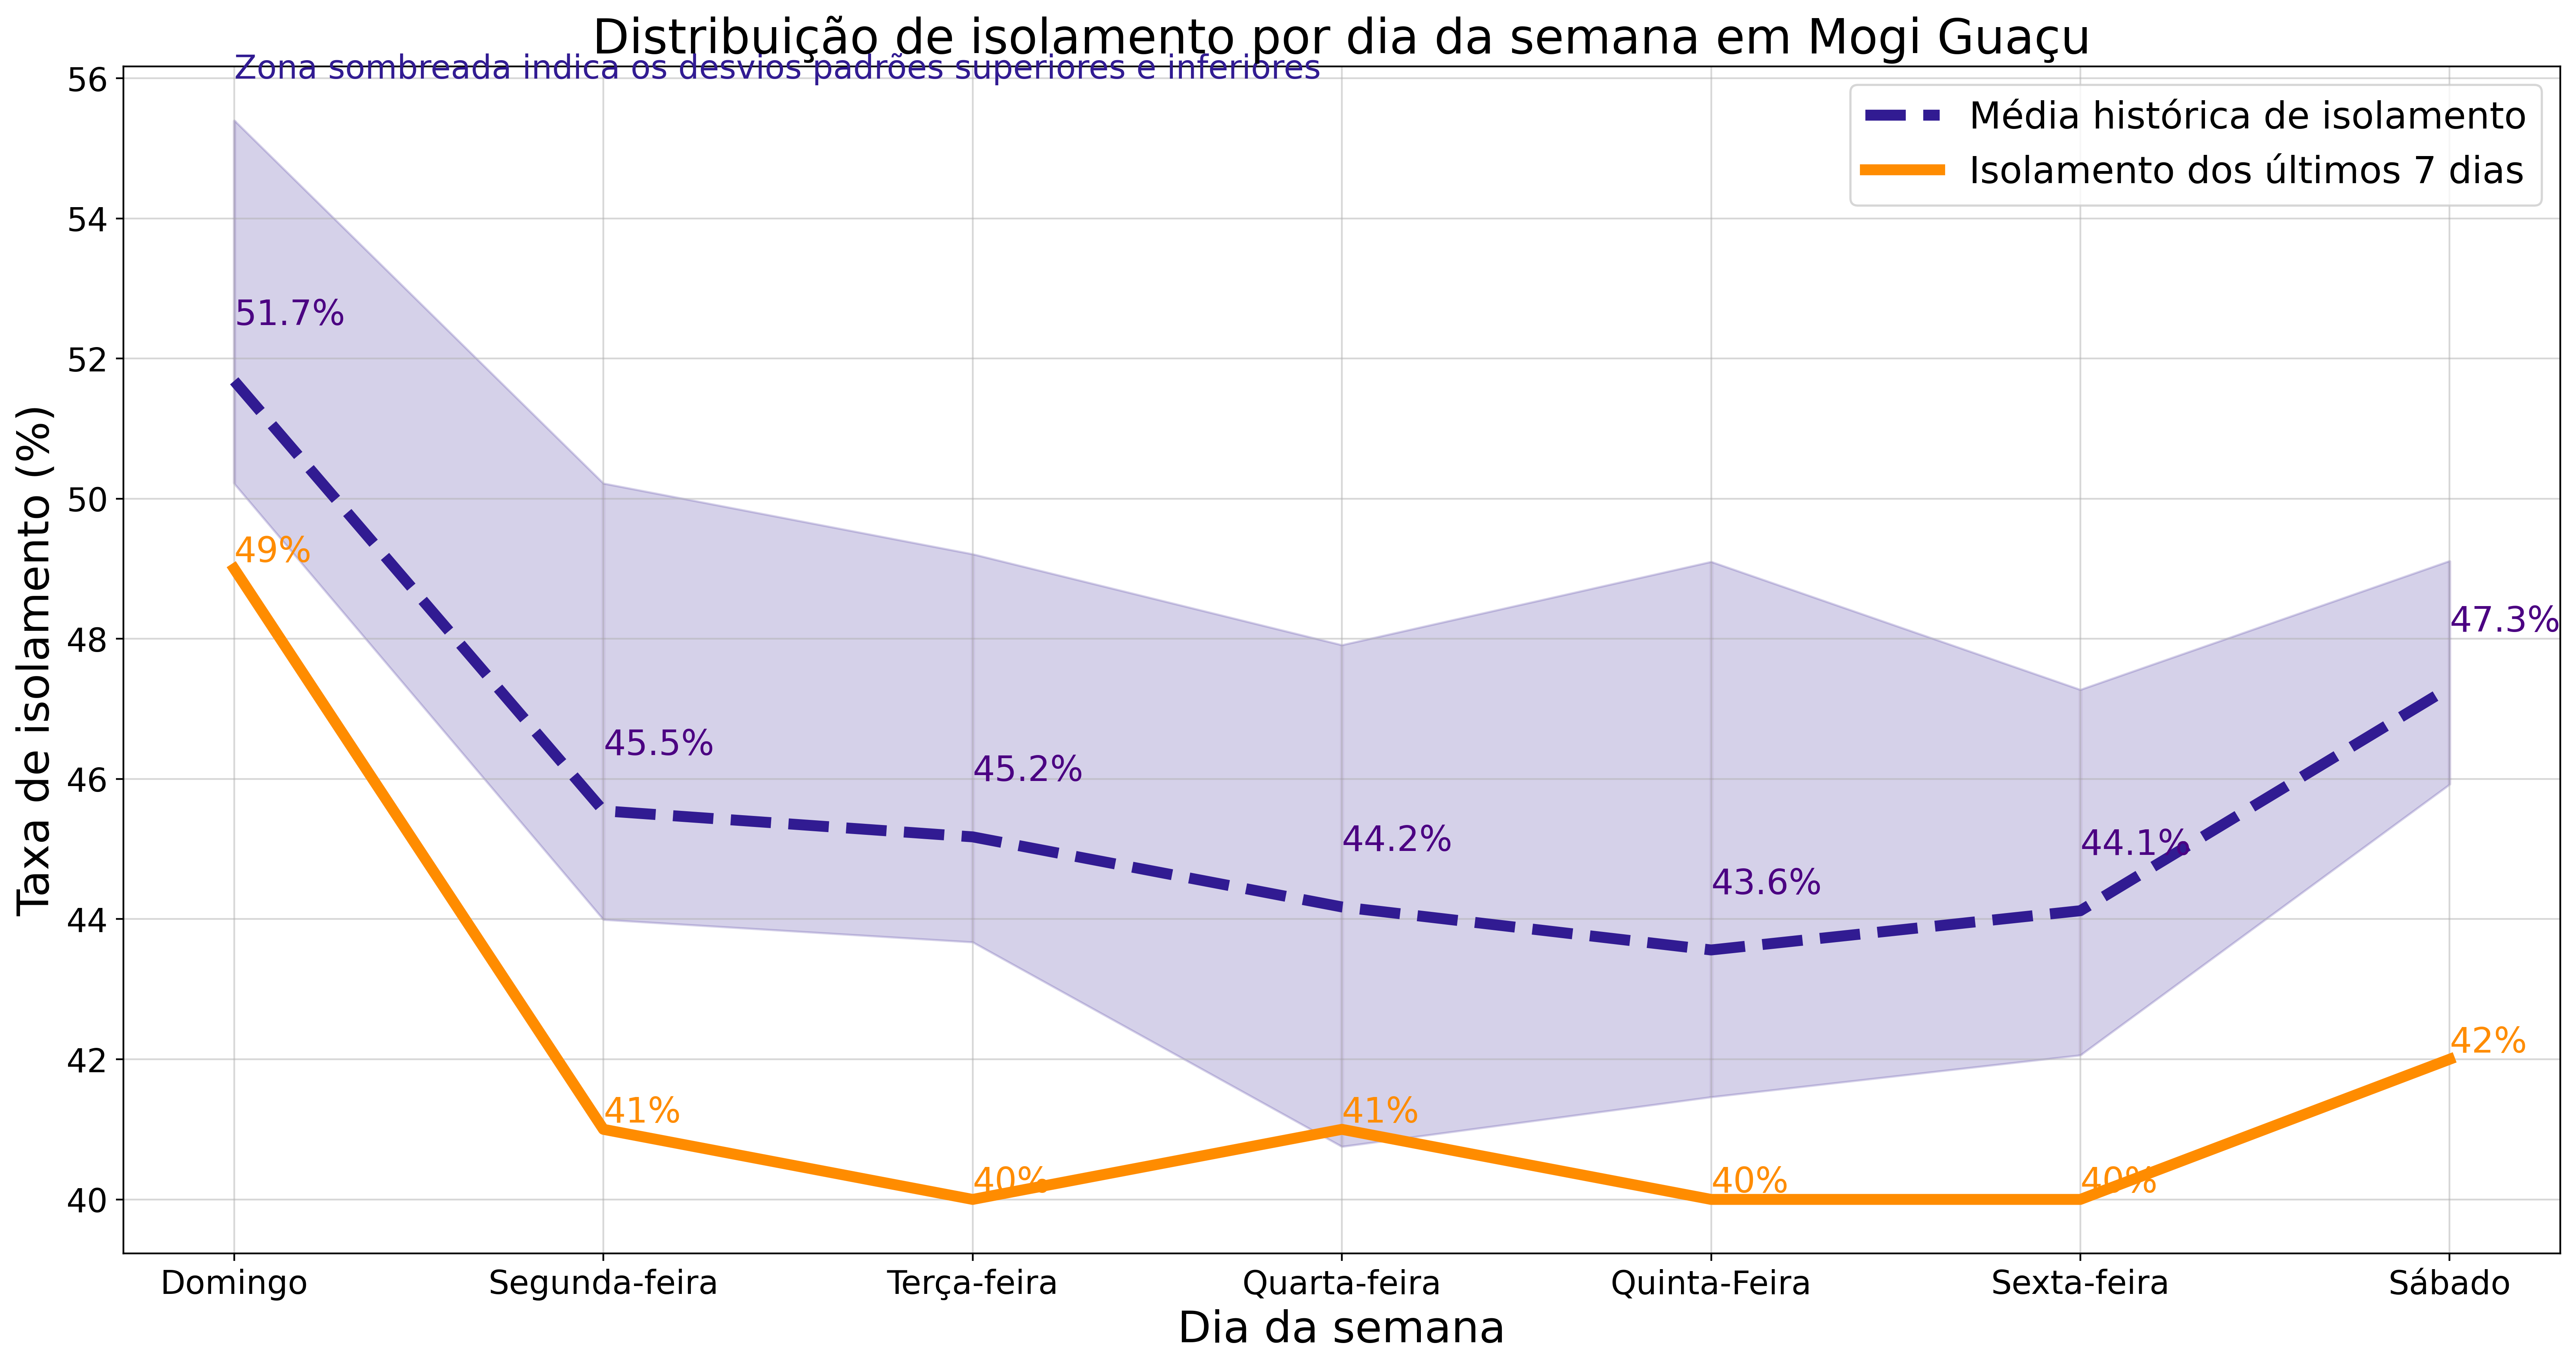 Distribuição de isolamento por dia da semana em Mogi Guaçu
Zona sombreada indica os desvios padrões superiores e inferiores
Média histórica de isolamento
Isolamento dos últimos 7 dias
Taxa de isolamento (%)
56
54
52
50
48
46
44
42
40
51.7%
45.5%
45.2%
44.2%
43.6%
44.1%
47.3%
49%
41%
40%
41%
40%
40%
42%
Domingo
Segunda-feira
Terça-feira
Quarta-feira
Quinta-Feira
Sexta-feira
Sábado
Dia da semana